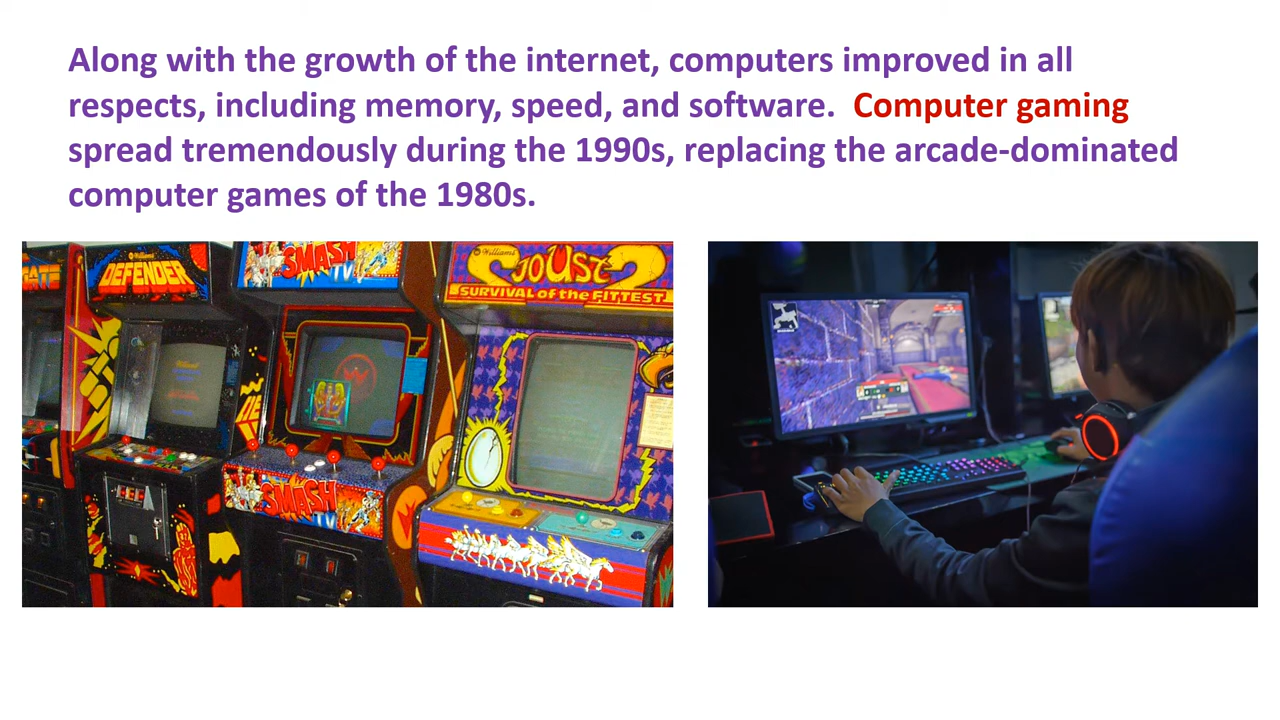 Along with the growth of the internet, computers improved in all
respects, including memory, speed, and software.  Computer gaming
spread tremendously during the 1990s, replacing the arcade-dominated
computer games of the 1980s.
Williams
DEFENDER
SMASH
TV
Williams
JOUST
SURVIVAL of the FITTEST
SMASH
TV